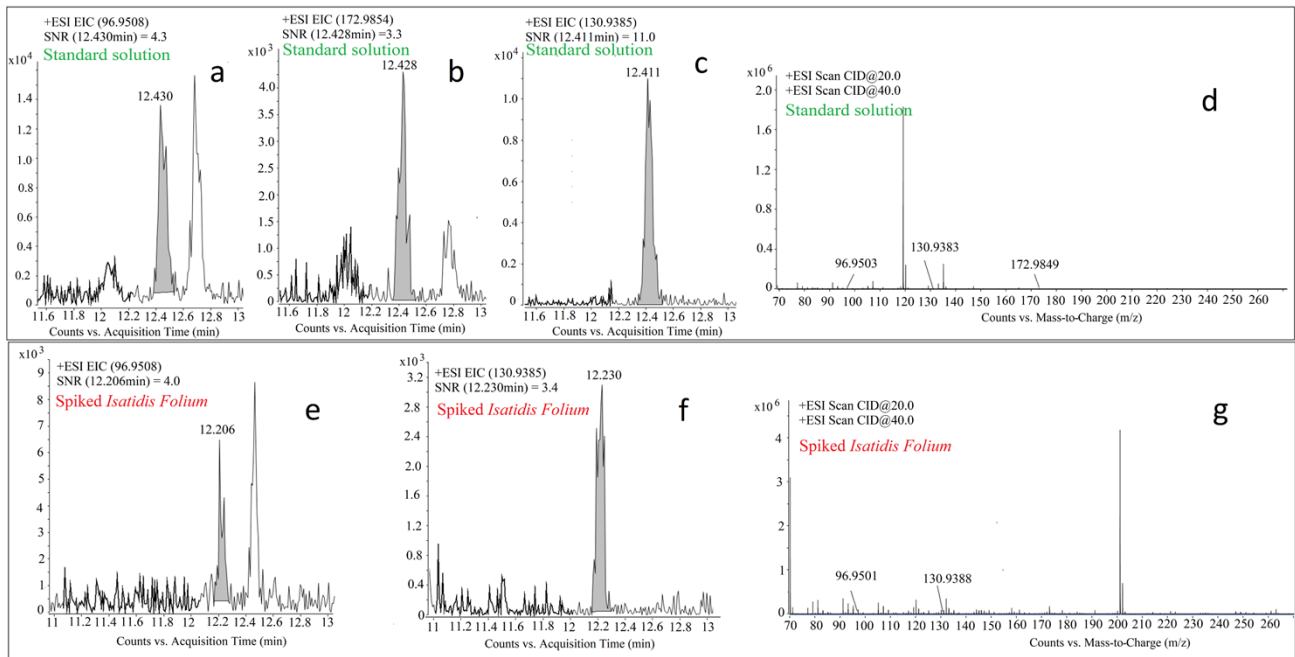 +ESI EIC (96.9508)
SNR (12.430min) = 4.3
Standard solution
a
x10⁴
12.430
1.6
1.4
1.2
1.0
0.8
0.6
0.4
0.2
0
11.6 11.8 12 12.2 12.4 12.6 12.8 13
Counts vs. Acquisition Time (min)
+ESI EIC (172.9854)
SNR (12.428min) =3.3
Standard solution
b
x10³
12.428
4.5
4.0
3.5
3.0
2.5
2.0
1.5
1.0
0.5
0
11.6 11.8 12 12.2 12.4 12.6 12.8 13
Counts vs. Acquisition Time (min)
+ESI EIC (130.9385)
SNR (12.411min) = 11.0
Standard solution
c
x10⁴
12.411
1.2
1.0
0.8
0.6
0.4
0.2
0
11.6 11.8 12 12.2 12.4 12.6 12.8 13
Counts vs. Acquisition Time (min)
+ESI Scan CID@20.0
+ESI Scan CID@40.0
Standard solution
d
x10⁶
2.0
1.6
1.2
0.8
0.4
0
96.9503
130.9383
172.9849
70 80 90 100 110 120 130 140 150 160 170 180 190 200 210 220 230 240 250 260
Counts vs. Mass-to-Charge (m/z)
+ESI EIC (96.9508)
SNR (12.206min) = 4.0
Spiked Isatidis Folium
e
x10³
12.206
9
8
7
6
5
4
3
2
1
0
11 11.2 11.4 11.6 11.8 12 12.2 12.4 12.6 12.8 13
Counts vs. Acquisition Time (min)
+ESI EIC (130.9385)
SNR (12.230min) = 3.4
Spiked Isatidis Folium
f
x10³
12.230
3.2
2.8
2.4
2.0
1.6
1.2
0.8
0.4
0
11 11.2 11.4 11.6 11.8 12 12.2 12.4 12.6 12.8 13
Counts vs. Acquisition Time (min)
+ESI Scan CID@20.0
+ESI Scan CID@40.0
Spiked Isatidis Folium
g
x10⁶
5
4
3
2
1
0
96.9501
130.9388
70 80 90 100 110 120 130 140 150 160 170 180 190 200 210 220 230 240 250 260
Counts vs. Mass-to-Charge (m/z)